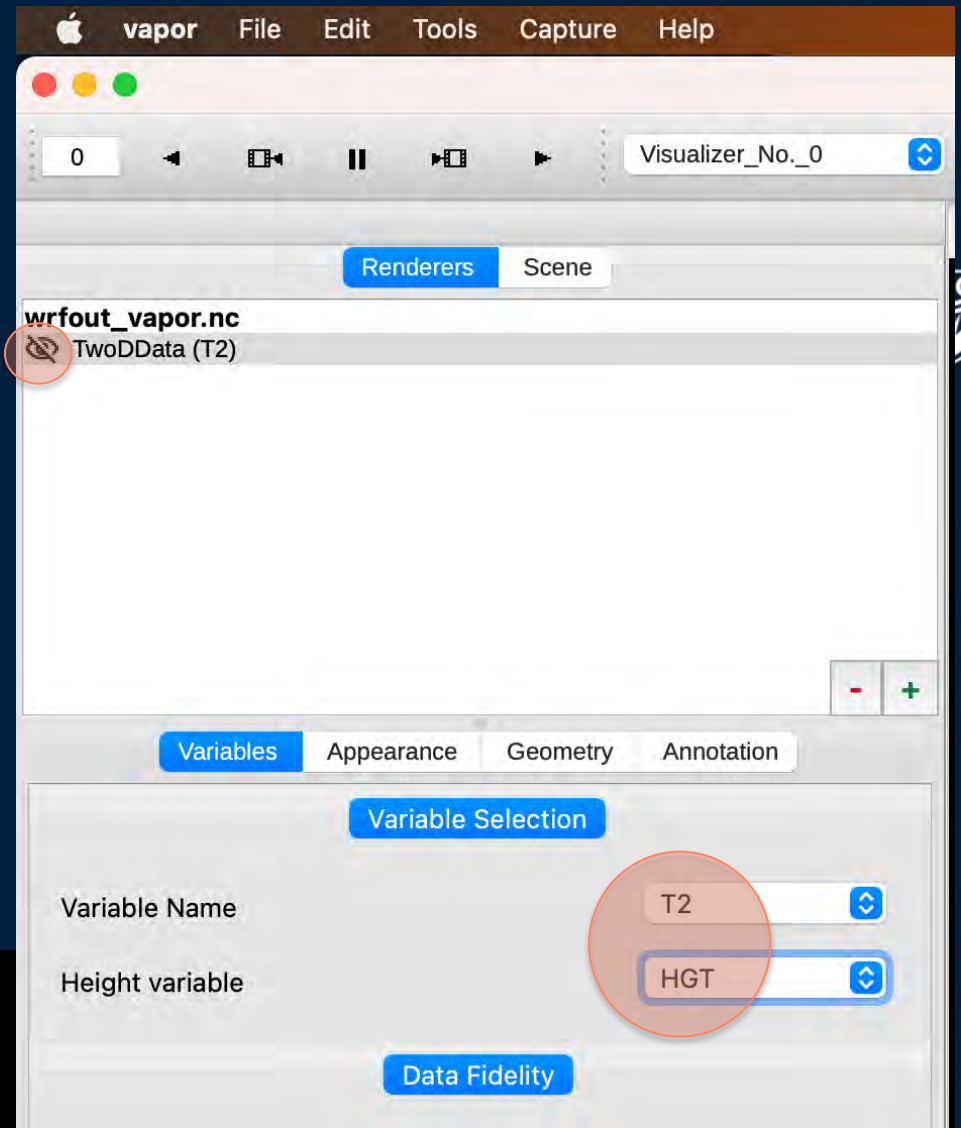 vapor File Edit Tools Capture Help
0 Visualizer_No._0
Renderers Scene
wrfout_vapor.nc
TwoDData (T2)
- +
Variables Appearance Geometry Annotation
Variable Selection
Variable Name T2
Height variable HGT
Data Fidelity